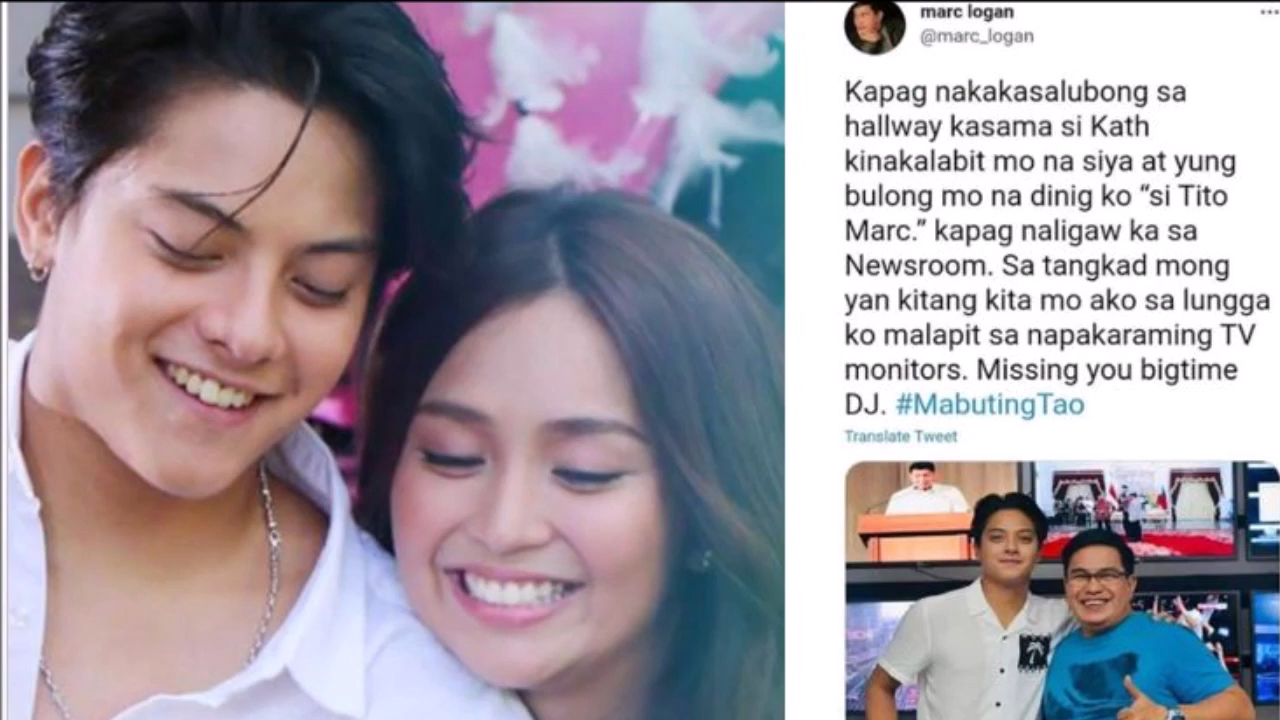 marc logan
@marc_logan
Kapag nakakasalubong sa
hallway kasama si Kath
kinakalabit mo na siya at yung
bulong mo na dinig ko “si Tito
Marc.” kapag naligaw ka sa
Newsroom. Sa tangkad mong
yan kitang kita mo ako sa lungga
ko malapit sa napakaraming TV
monitors. Missing you bigtime
DJ. #MabutingTao
Translate Tweet